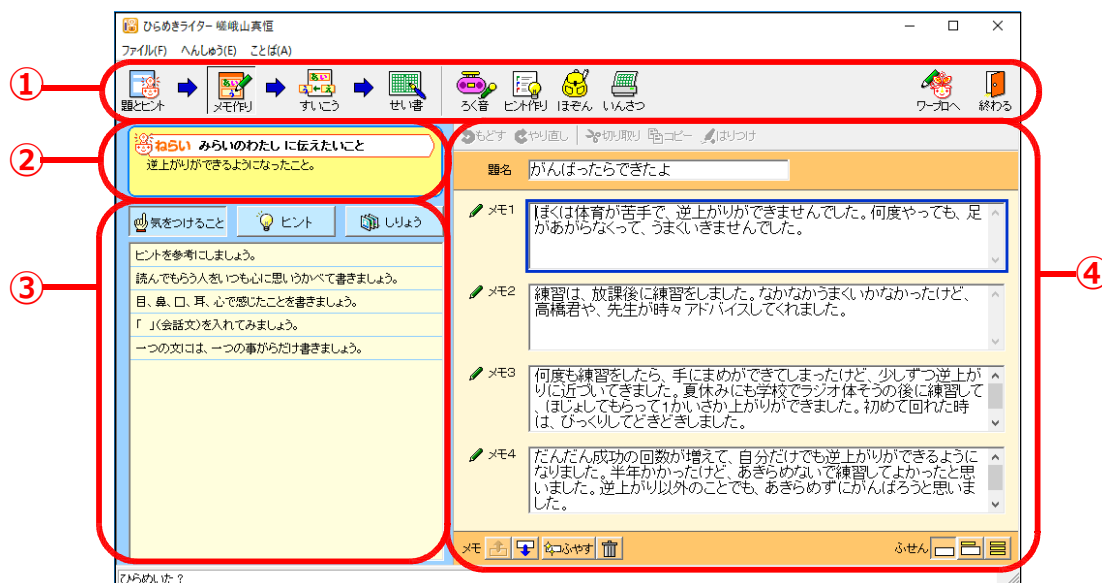 ひらめきライター 嵯峨山真恒
ファイル(F) へんしゅう(E) ことば(A)
①
題とヒント メモ作り すいこう せい書 ろく音 ヒント作り ほぞん いんさつ ワープロへ 終わる
②
ねらい みらいのわたし に伝えたいこと
逆上がりができるようになったこと。
③
気をつけること ヒント しりょう
ヒントを参考にしましょう。
読んでもらう人をいつも心に思いうかべて書きましょう。
目、鼻、口、耳、心で感じたことを書きましょう。
「 」(会話文)を入れてみましょう。
一つの文には、一つの事がらだけ書きましょう。
④
もどす やり直し 切り取り コピー はりつけ
題名 がんばったらできたよ
メモ1 ぼくは体育が苦手で、逆上がりができませんでした。何度やっても、足
があがらなくって、うまくいきませんでした。
メモ2 練習は、放課後に練習をしました。なかなかうまくいかなかったけど、
高橋君や、先生が時々アドバイスしてくれました。
メモ3 何度も練習をしたら、手にまめができてしまったけど、少しずつ逆上が
りに近づいてきました。夏休みにも学校でラジオ体そうの後に練習して
、ほじょしてもらって1かいさか上がりができました。初めて回れた時
は、びっくりしてどきどきしました。
メモ4 だんだん成功の回数が増えて、自分だけでも逆上がりができるように
なりました。半年かかったけど、あきらめないで練習してよかったと思
いました。逆上がり以外のことでも、あきらめずにがんばろうと思いま
した。
メモ ふやす ふせん
ひらめいた?